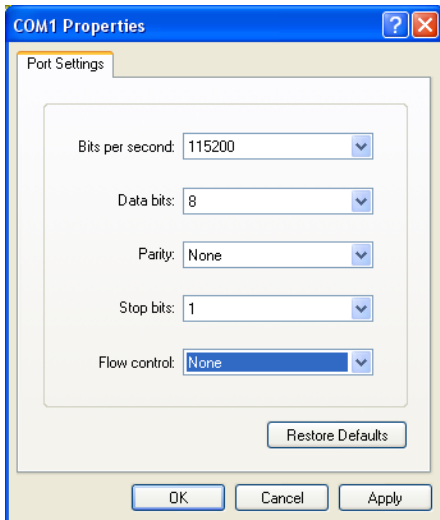 COM1 Properties
Port Settings
Bits per second: 115200
Data bits: 8
Parity: None
Stop bits: 1
Flow control: None
Restore Defaults
OK Cancel Apply